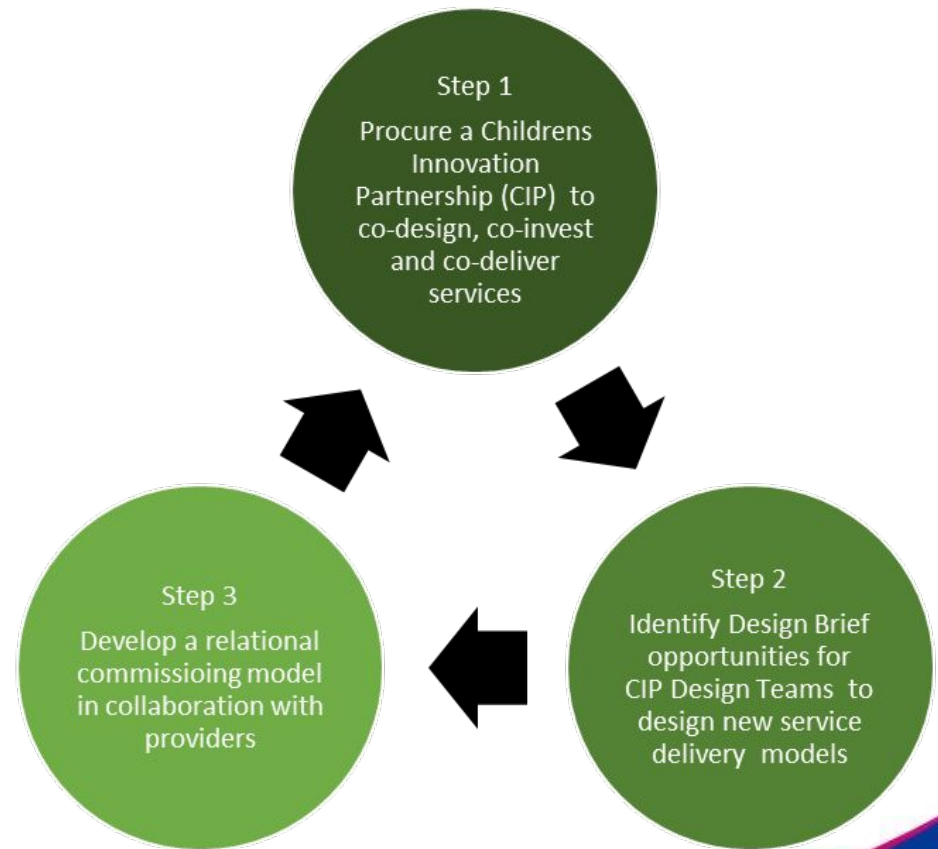 Step 1
Procure a Childrens
Innovation
Partnership (CIP) to
co-design, co-invest
and co-deliver
services
Step 2
Identify Design Brief
opportunities for
CIP Design Teams to
design new service
delivery models
Step 3
Develop a relational
commissioing model
in collaboration with
providers